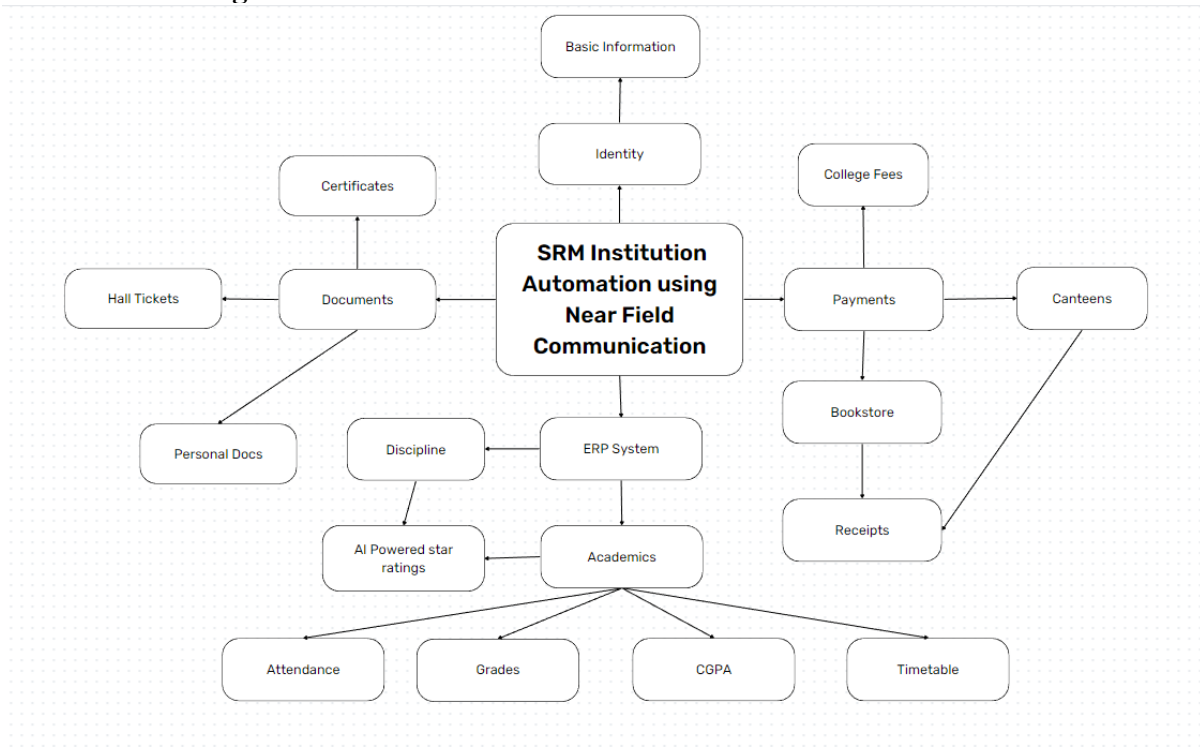 Basic Information
Identity
College Fees
Certificates
SRM Institution
Automation using
Near Field
Communication
Hall Tickets
Documents
Payments
Canteens
Bookstore
Personal Docs
Discipline
ERP System
Receipts
AI Powered star
ratings
Academics
Attendance
Grades
CGPA
Timetable